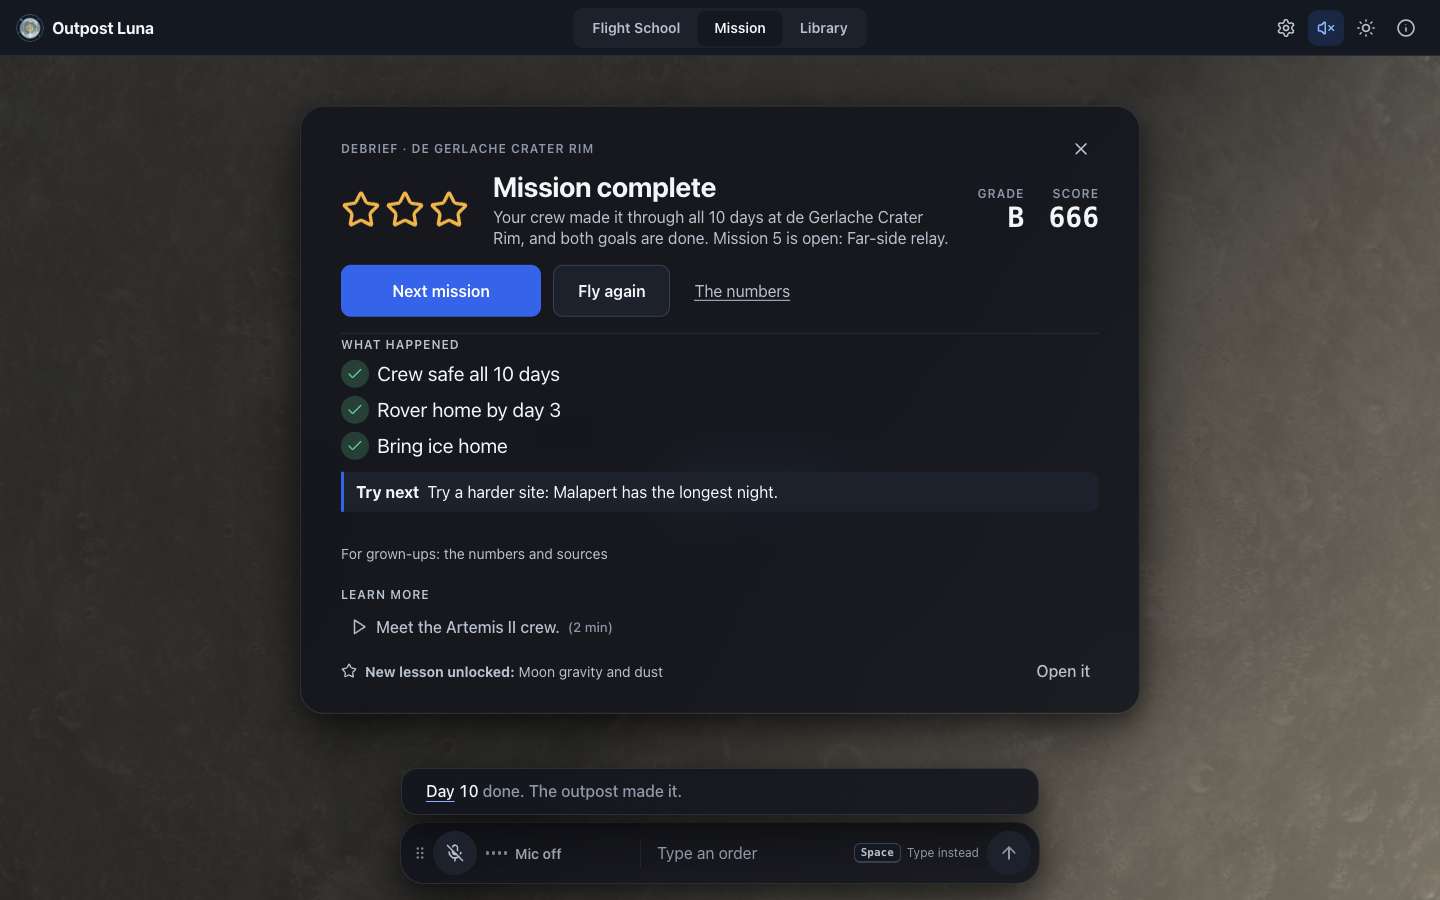 Outpost Luna
Flight School
Mission
Library
DEBRIEF · DE GERLACHE CRATER RIM
Mission complete
Your crew made it through all 10 days at de Gerlache Crater
Rim, and both goals are done. Mission 5 is open: Far-side relay.
GRADE
B
SCORE
666
Next mission
Fly again
The numbers
WHAT HAPPENED
Crew safe all 10 days
Rover home by day 3
Bring ice home
Try next Try a harder site: Malapert has the longest night.
For grown-ups: the numbers and sources
LEARN MORE
Meet the Artemis II crew. (2 min)
New lesson unlocked: Moon gravity and dust
Open it
Day 10 done. The outpost made it.
Mic off
Type an order
Space Type instead